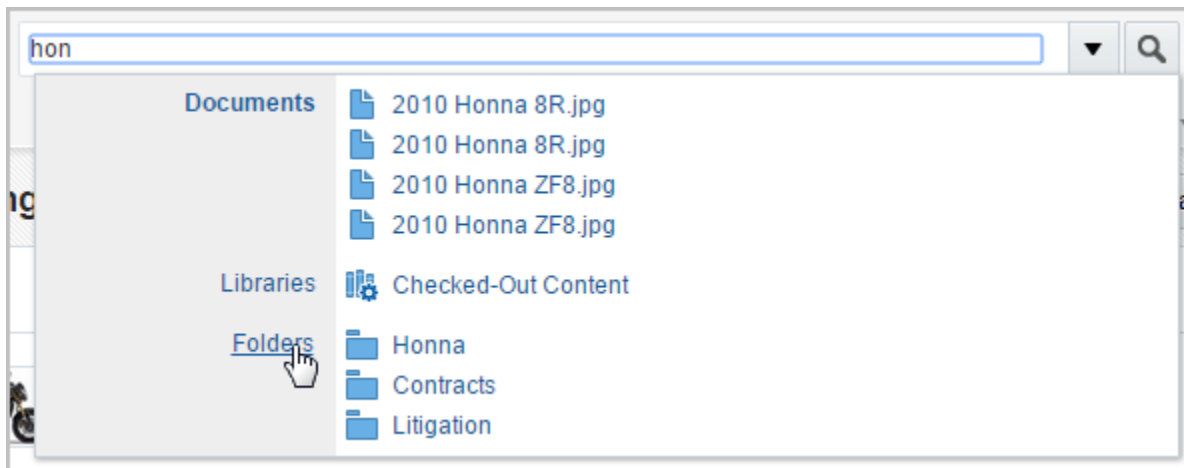 hon
Documents 2010 Honna 8R.jpg
2010 Honna 8R.jpg
2010 Honna ZF8.jpg
ng
2010 Honna ZF8.jpg
Libraries Checked-Out Content
Folders Honna
Contracts
Litigation